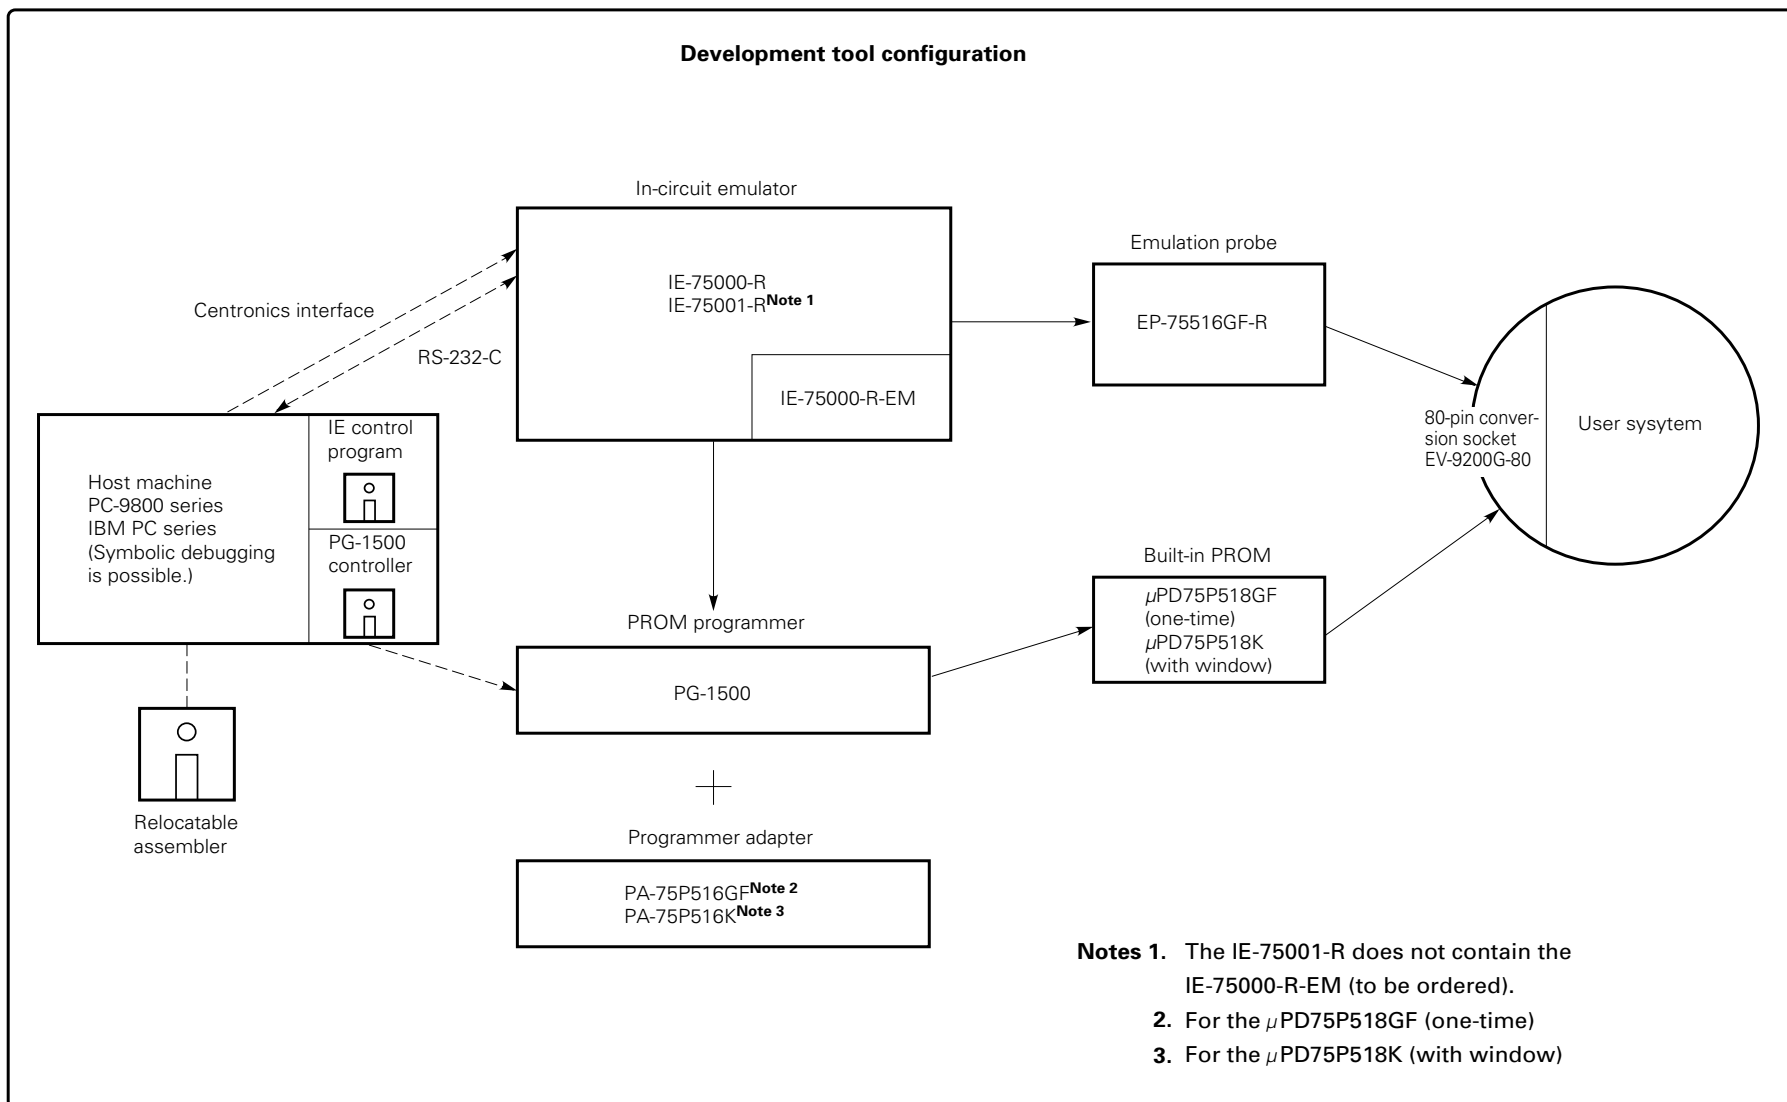 Development tool configuration
In-circuit emulator
IE-75000-R
IE-75001-RNote 1
IE-75000-R-EM
Centronics interface
RS-232-C
Emulation probe
EP-75516GF-R
80-pin conver-
sion socket
EV-9200G-80
User sysytem
Host machine
PC-9800 series
IBM PC series
(Symbolic debugging
is possible.)
IE control
program
PG-1500
controller
Relocatable
assembler
PROM programmer
PG-1500
Built-in PROM
μPD75P518GF
(one-time)
μPD75P518K
(with window)
Programmer adapter
PA-75P516GFNote 2
PA-75P516KNote 3
Notes 1. The IE-75001-R does not contain the
IE-75000-R-EM (to be ordered).
2. For the μPD75P518GF (one-time)
3. For the μPD75P518K (with window)